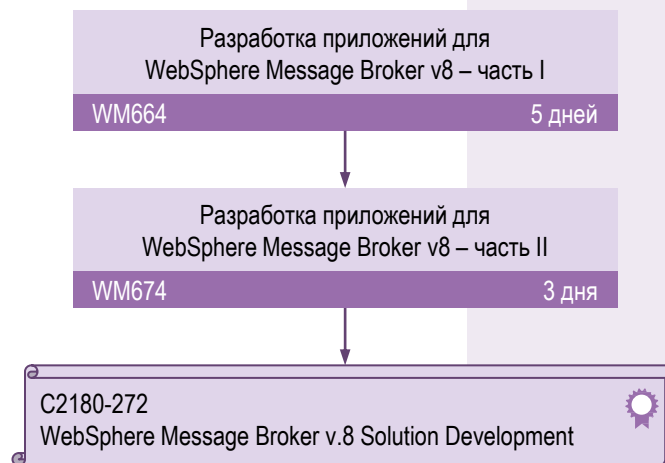 Разработка приложений для
WebSphere Message Broker v8 – часть I
WM664 5 дней
Разработка приложений для
WebSphere Message Broker v8 – часть II
WM674 3 дня
C2180-272
WebSphere Message Broker v.8 Solution Development